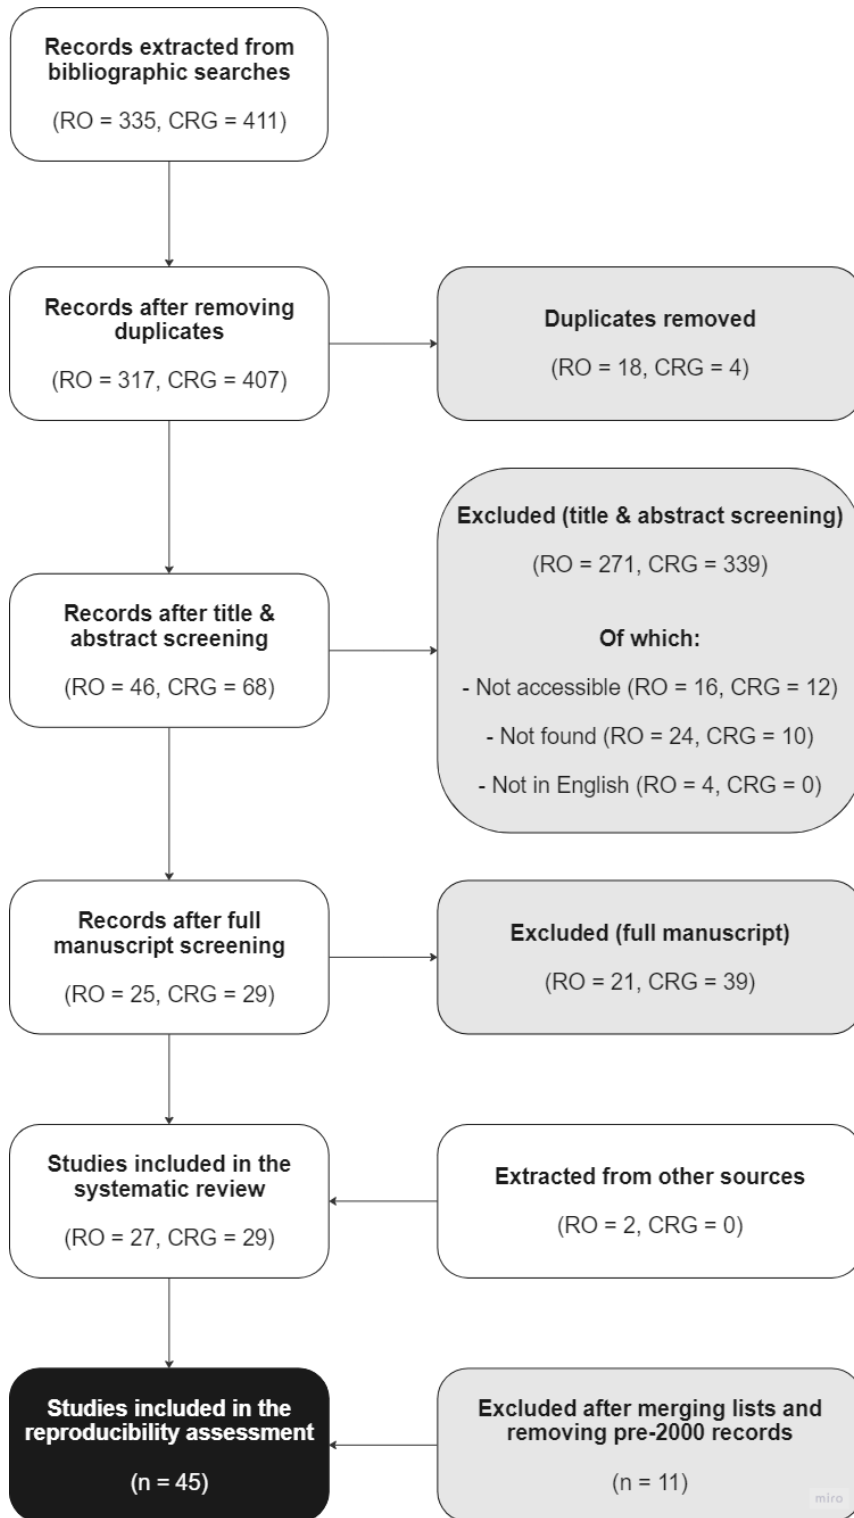 Records extracted from
bibliographic searches
(RO = 335, CRG = 411)
Records after removing
duplicates
(RO = 317, CRG = 407)
Duplicates removed
(RO = 18, CRG = 4)
Excluded (title & abstract screening)
(RO = 271, CRG = 339)
Of which:
- Not accessible (RO = 16, CRG = 12)
- Not found (RO = 24, CRG = 10)
- Not in English (RO = 4, CRG = 0)
Records after title &
abstract screening
(RO = 46, CRG = 68)
Records after full
manuscript screening
(RO = 25, CRG = 29)
Excluded (full manuscript)
(RO = 21, CRG = 39)
Studies included in the
systematic review
(RO = 27, CRG = 29)
Extracted from other sources
(RO = 2, CRG = 0)
Studies included in the
reproducibility assessment
(n = 45)
Excluded after merging lists and
removing pre-2000 records
(n = 11)
miro